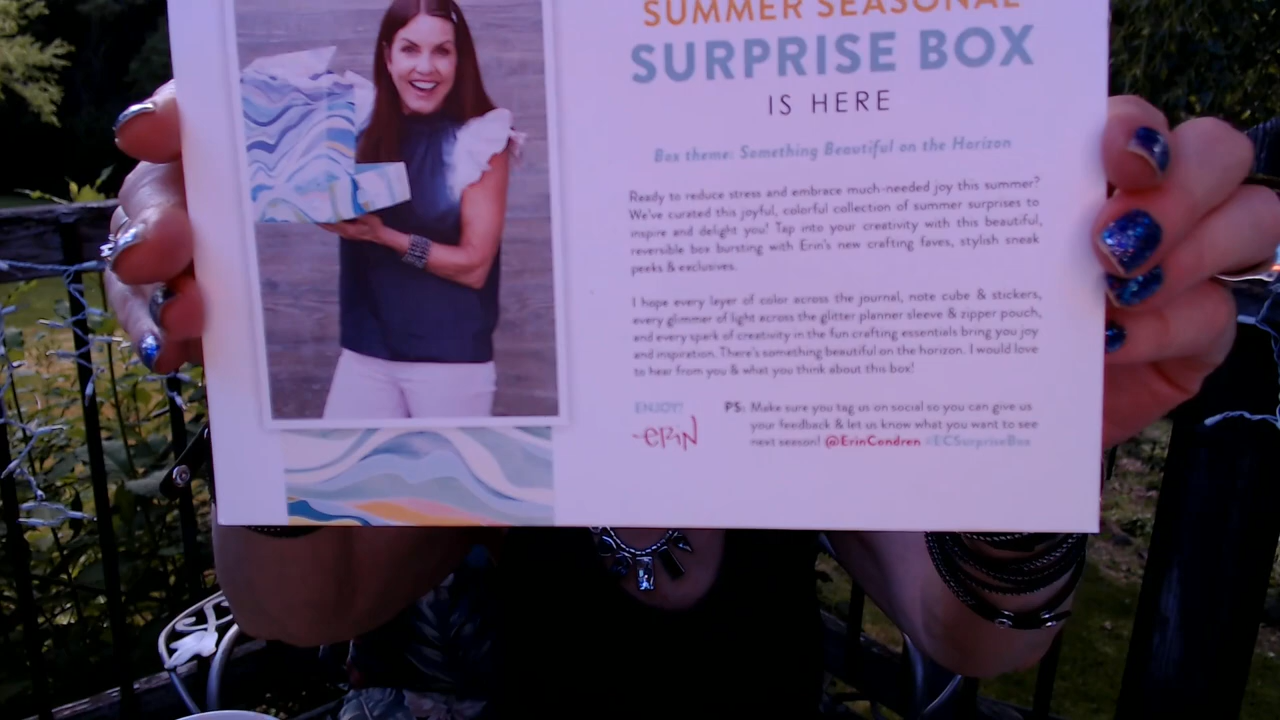 SUMMER SEASONAL
SURPRISE BOX
IS HERE
Box theme: Something Beautiful on the Horizon
Ready to reduce stress and embrace much-needed joy this summer?
We've curated this joyful, colorful collection of summer surprises to
inspire and delight you! Tap into your creativity with this beautiful,
reversible box bursting with Erin's new crafting faves, stylish sneak
peeks & exclusives.
I hope every layer of color across the journal, note cube & stickers,
every glimmer of light across the glitter planner sleeve & zipper pouch,
and every spark of creativity in the fun crafting essentials bring you joy
and inspiration. There's something beautiful on the horizon. I would love
to hear from you & what you think about this box!
ENJOY!
erin
PS: Make sure you tag us on social so you can give us
your feedback & let us know what you want to see
next season! @ErinCondren #ECSurpriseBox